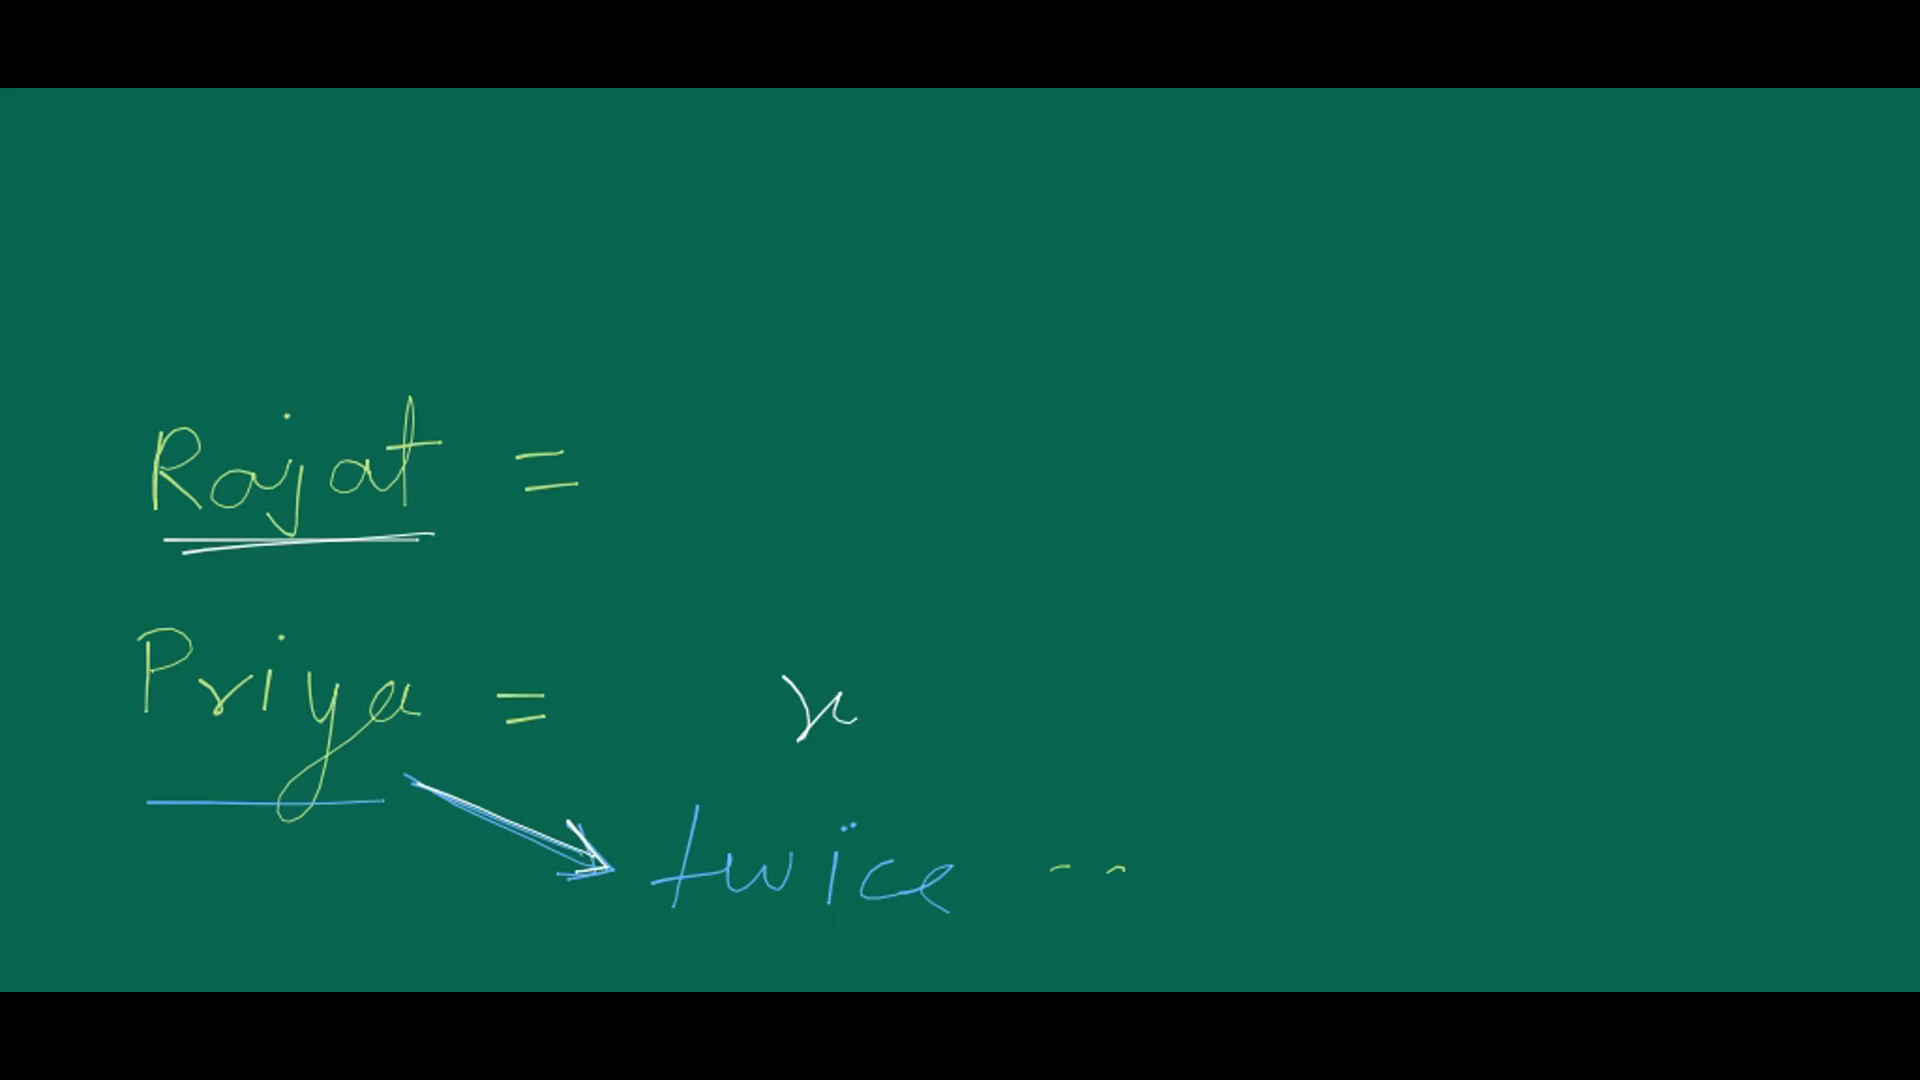 Rajat =
Priya = x
twice